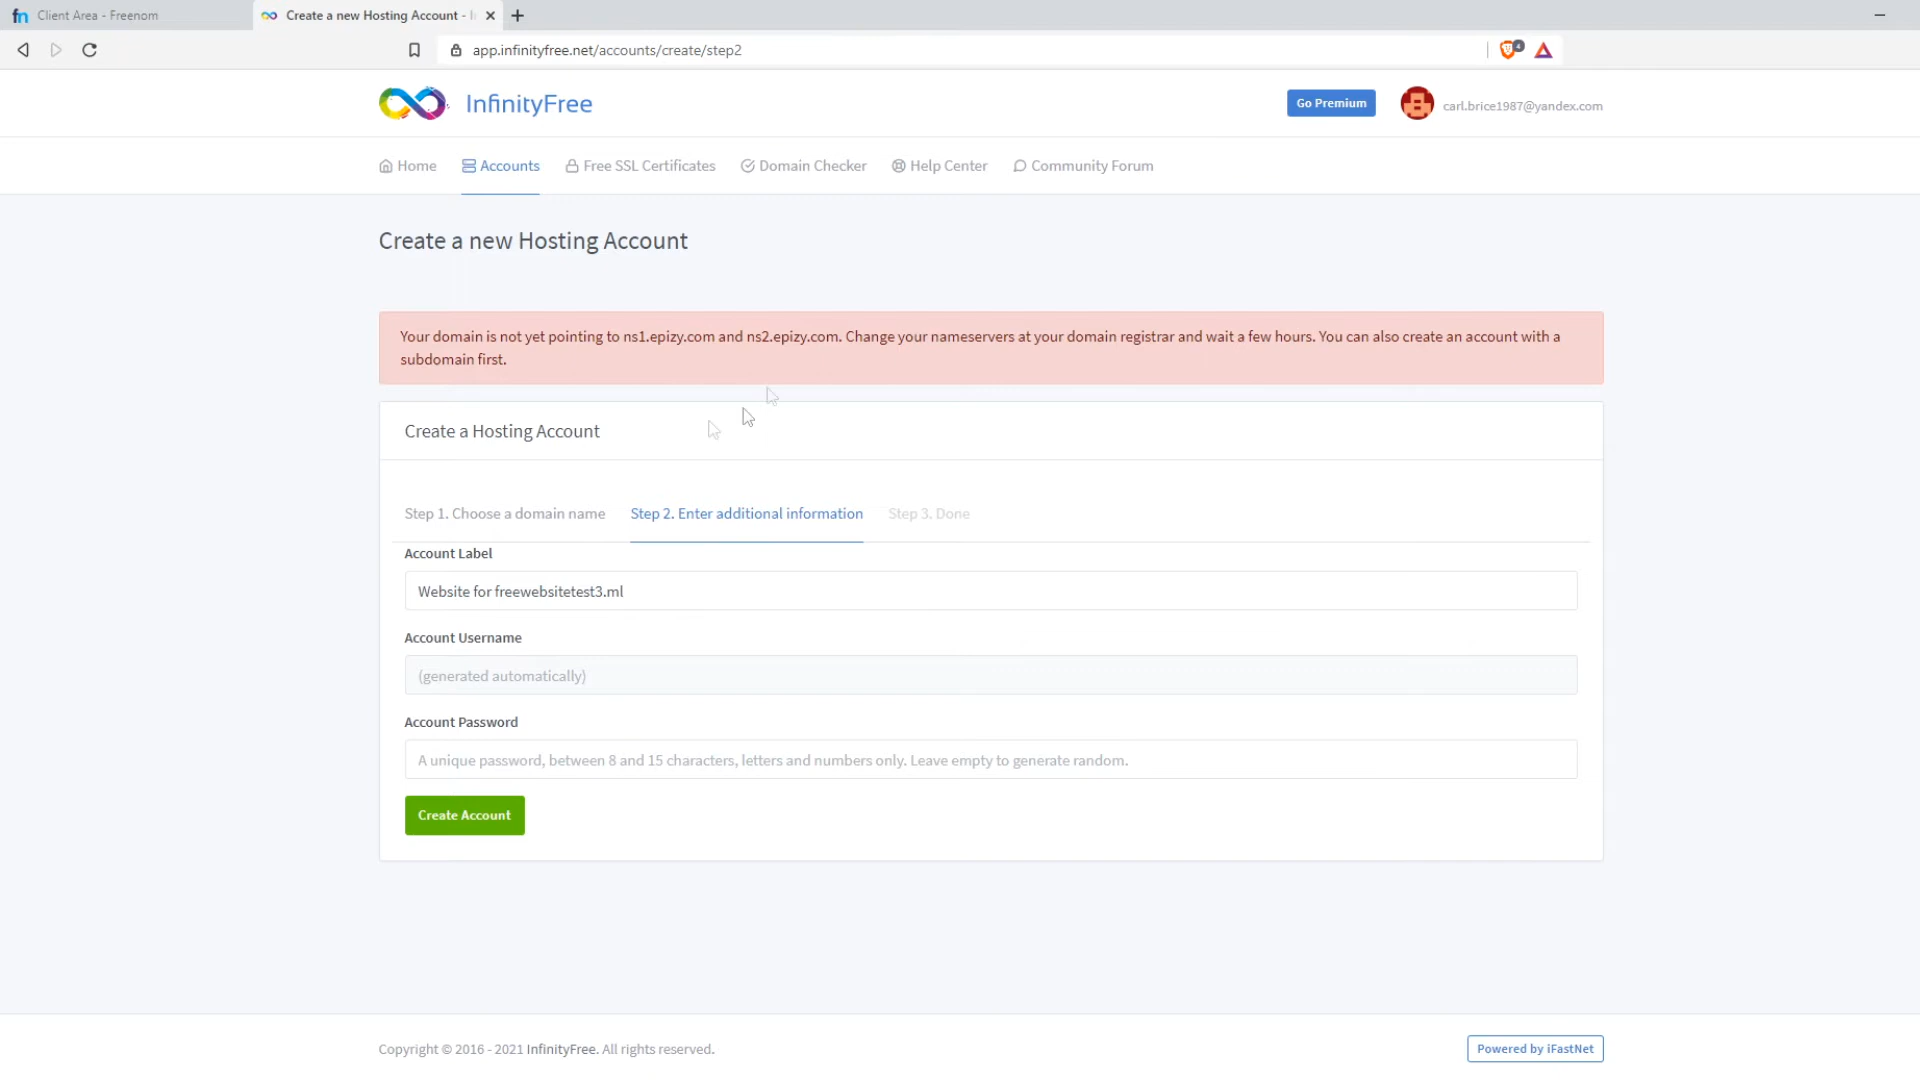 fn Client Area - Freenom
Create a new Hosting Account -
app.infinityfree.net/accounts/create/step2
4
InfinityFree
Go Premium
carl.brice1987@yandex.com
Home
Accounts
Free SSL Certificates
Domain Checker
Help Center
Community Forum
Create a new Hosting Account
Your domain is not yet pointing to ns1.epizy.com and ns2.epizy.com. Change your nameservers at your domain registrar and wait a few hours. You can also create an account with a
subdomain first.
Create a Hosting Account
Step 1. Choose a domain name
Step 2. Enter additional information
Step 3. Done
Account Label
Website for freewebsitetest3.ml
Account Username
(generated automatically)
Account Password
A unique password, between 8 and 15 characters, letters and numbers only. Leave empty to generate random.
Create Account
Copyright © 2016 - 2021 InfinityFree. All rights reserved.
Powered by iFastNet